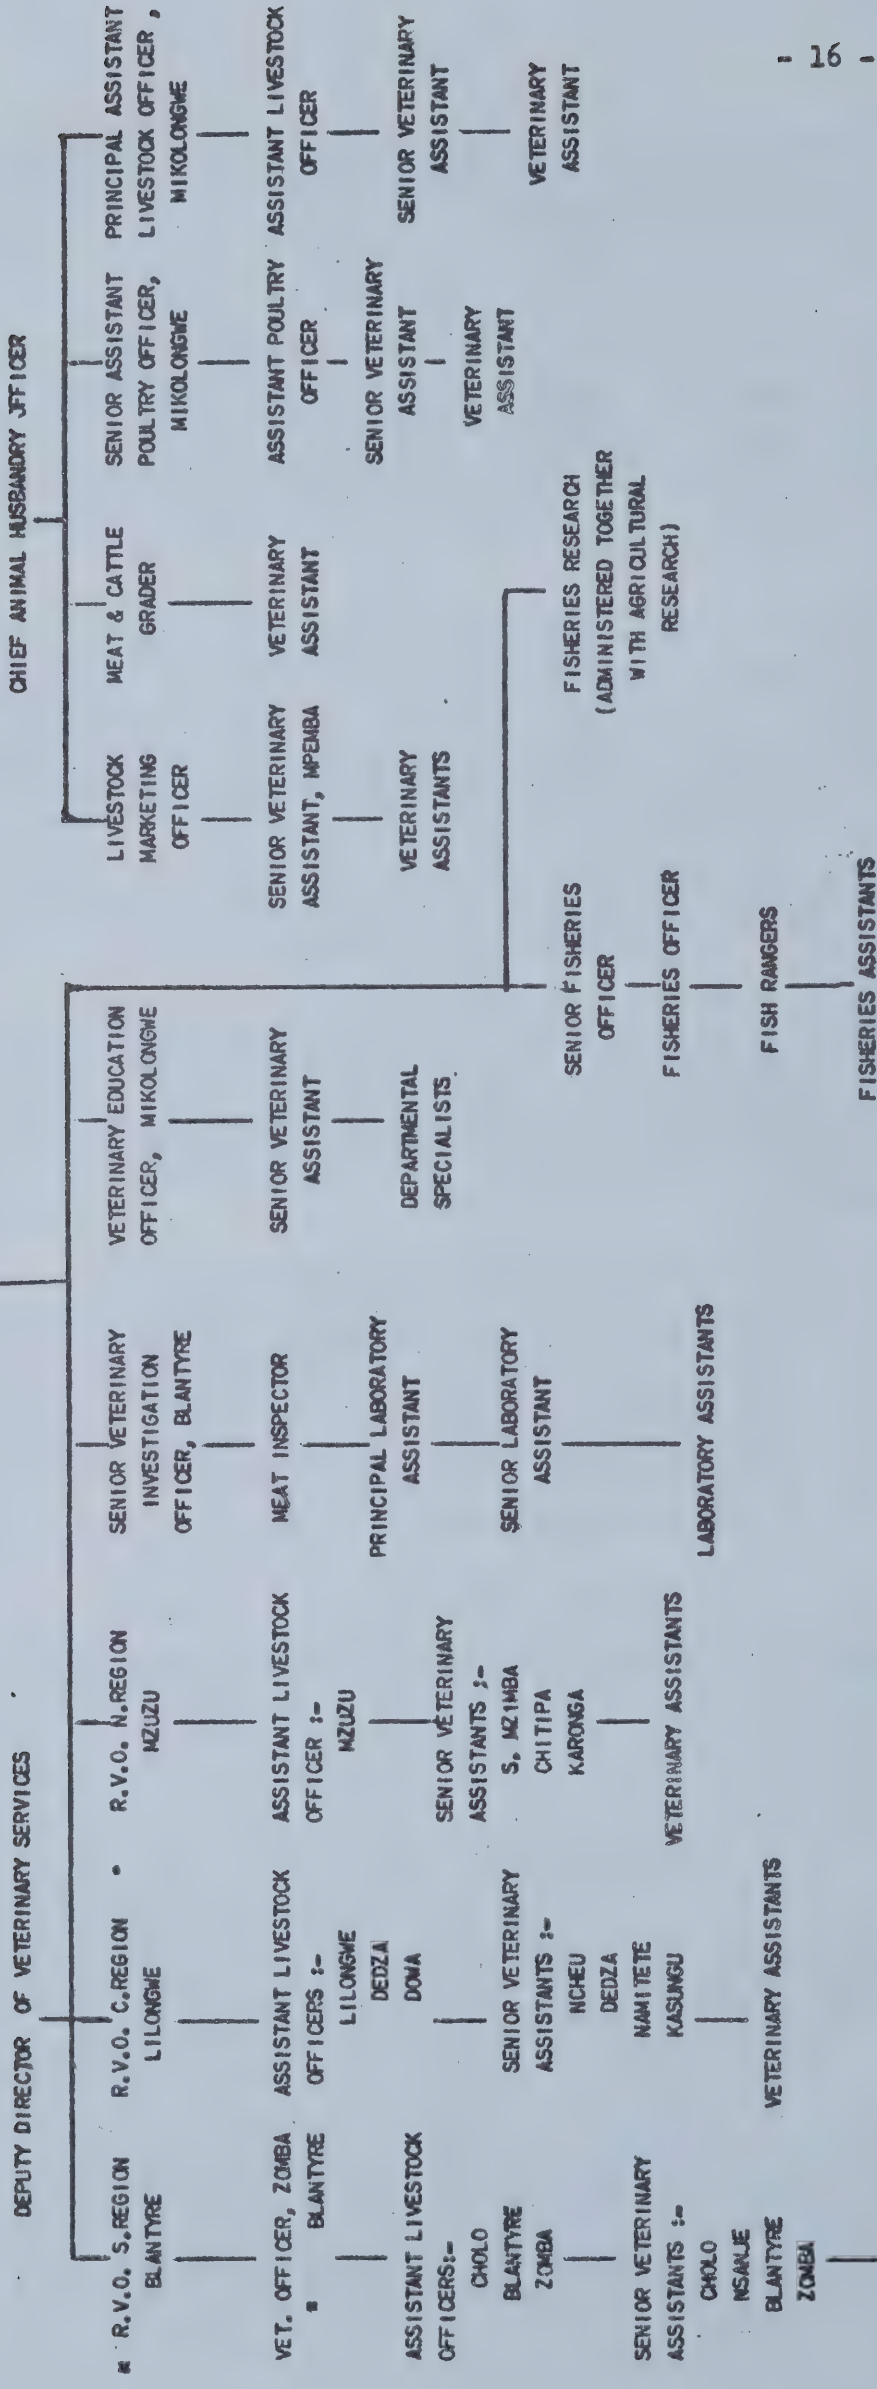 - 16 -
DEPUTY DIRECTOR OF VETERINARY SERVICES
* R.V.O. S.REGION
BLANTYRE
VET. OFFICER, ZOMBA
" BLANTYRE
ASSISTANT LIVESTOCK
OFFICERS:-
CHOLO
BLANTYRE
ZOMBA
SENIOR VETERINARY
ASSISTANTS :-
CHOLO
NSANJE
BLANTYRE
ZOMBA
R.V.O. C.REGION
LILONGWE
ASSISTANT LIVESTOCK
OFFICERS :-
LILONGWE
DEDZA
DOWA
SENIOR VETERINARY
ASSISTANTS :-
NCHEU
DEDZA
NAMITETE
KASUNGU
VETERINARY ASSISTANTS
R.V.O. N.REGION
MZUZU
ASSISTANT LIVESTOCK
OFFICER :-
MZUZU
SENIOR VETERINARY
ASSISTANTS :-
S. MZIMBA
CHITIPA
KARONGA
VETERINARY ASSISTANTS
SENIOR VETERINARY
INVESTIGATION
OFFICER, BLANTYRE
MEAT INSPECTOR
PRINCIPAL LABORATORY
ASSISTANT
SENIOR LABORATORY
ASSISTANT
LABORATORY ASSISTANTS
VETERINARY EDUCATION
OFFICER, MIKOLONGWE
SENIOR VETERINARY
ASSISTANT
DEPARTMENTAL
SPECIALISTS.
SENIOR FISHERIES
OFFICER
FISHERIES OFFICER
FISH RANGERS
FISHERIES ASSISTANTS
FISHERIES RESEARCH
(ADMINISTERED TOGETHER
WITH AGRICULTURAL
RESEARCH)
CHIEF ANIMAL HUSBANDRY OFFICER
LIVESTOCK
MARKETING
OFFICER
SENIOR VETERINARY
ASSISTANT, MPEMBA
VETERINARY
ASSISTANTS
MEAT & CATTLE
GRADER
VETERINARY
ASSISTANT
SENIOR ASSISTANT
POULTRY OFFICER,
MIKOLONGWE
ASSISTANT POULTRY
OFFICER
SENIOR VETERINARY
ASSISTANT
VETERINARY
ASSISTANT
PRINCIPAL ASSISTANT
LIVESTOCK OFFICER,
MIKOLONGWE
ASSISTANT LIVESTOCK
OFFICER
SENIOR VETERINARY
ASSISTANT
VETERINARY
ASSISTANT